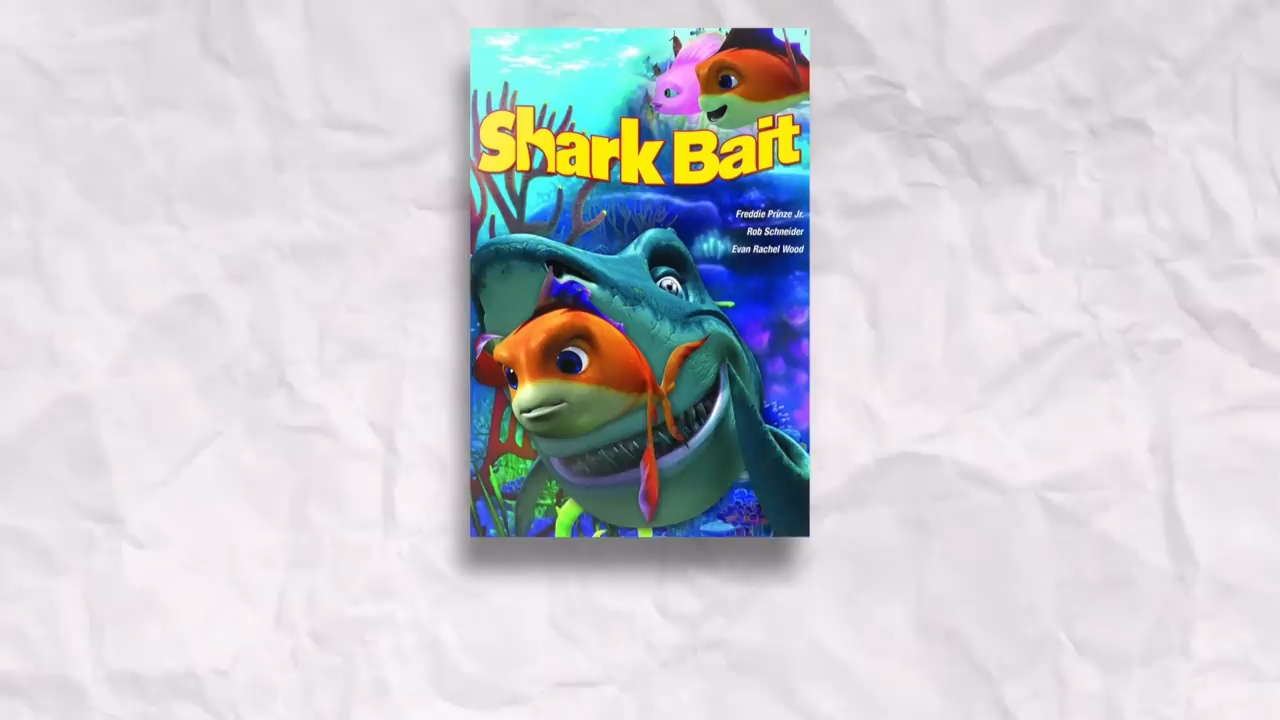 Shark Bait
Freddie Prinze Jr.
Rob Schneider
Evan Rachel Wood